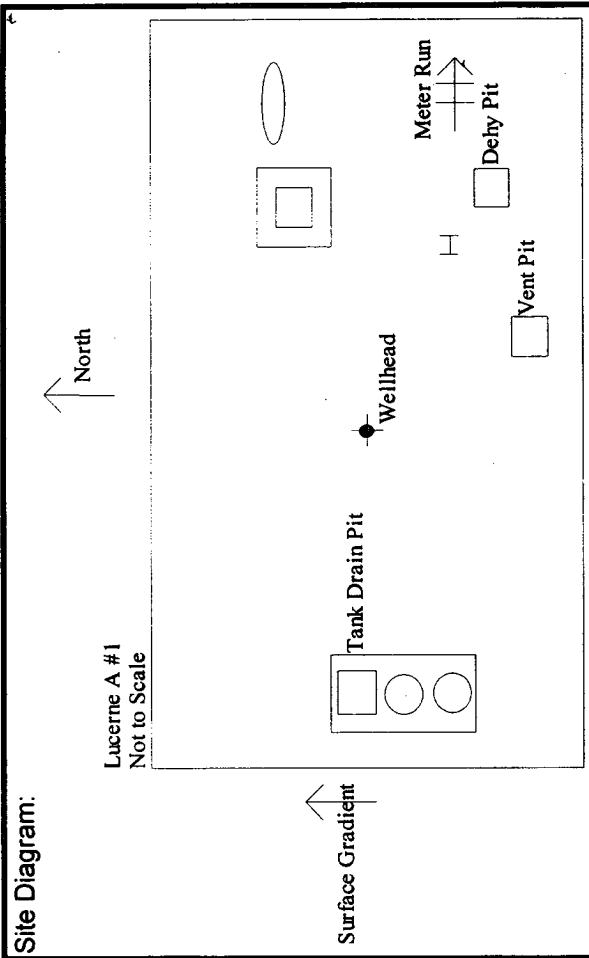 Site Diagram:
Lucerne A #1
Not to Scale
North
Surface Gradient
Tank Drain Pit
Wellhead
Meter Run
Dehy Pit
Vent Pit